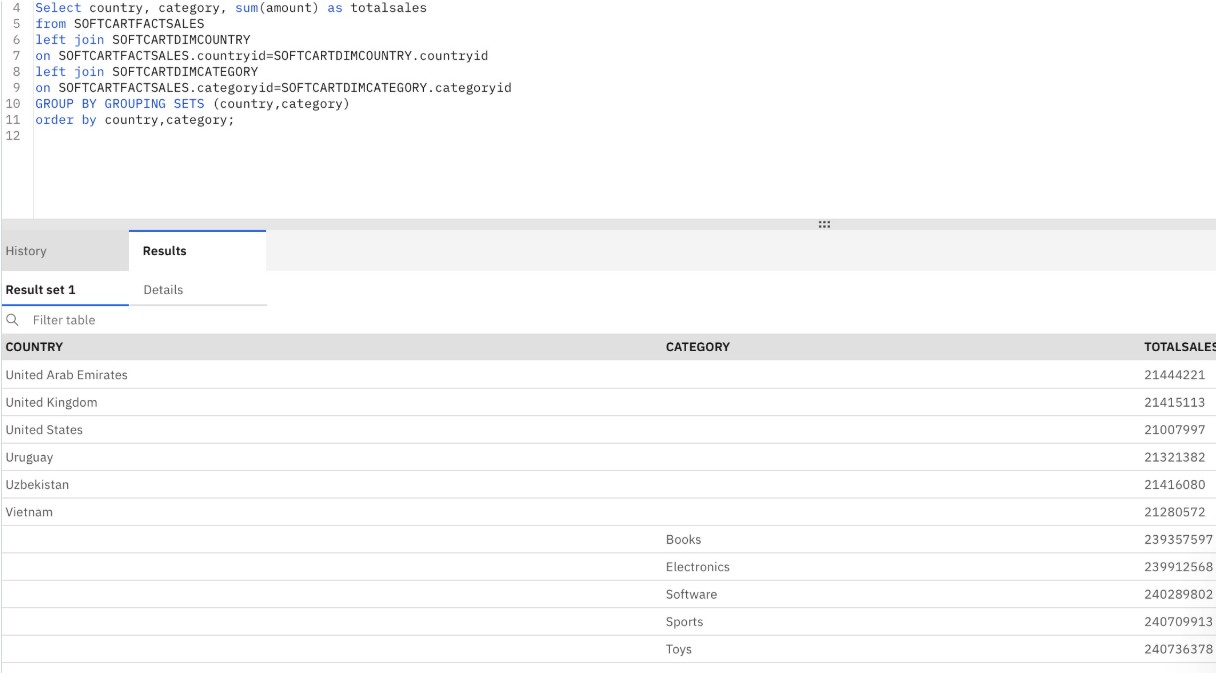 4 Select country, category, sum(amount) as totalsales
5 from SOFTCARTFACTSALES
6 left join SOFTCARTDIMCOUNTRY
7 on SOFTCARTFACTSALES.countryid=SOFTCARTDIMCOUNTRY.countryid
8 left join SOFTCARTDIMCATEGORY
9 on SOFTCARTFACTSALES.categoryid=SOFTCARTDIMCATEGORY.categoryid
10 GROUP BY GROUPING SETS (country,category)
11 order by country,category;
12
History Results
Result set 1 Details
Filter table
COUNTRY CATEGORY TOTALSALES
United Arab Emirates 21444221
United Kingdom 21415113
United States 21007997
Uruguay 21321382
Uzbekistan 21416080
Vietnam 21280572
Books 239357597
Electronics 239912568
Software 240289802
Sports 240709913
Toys 240736378